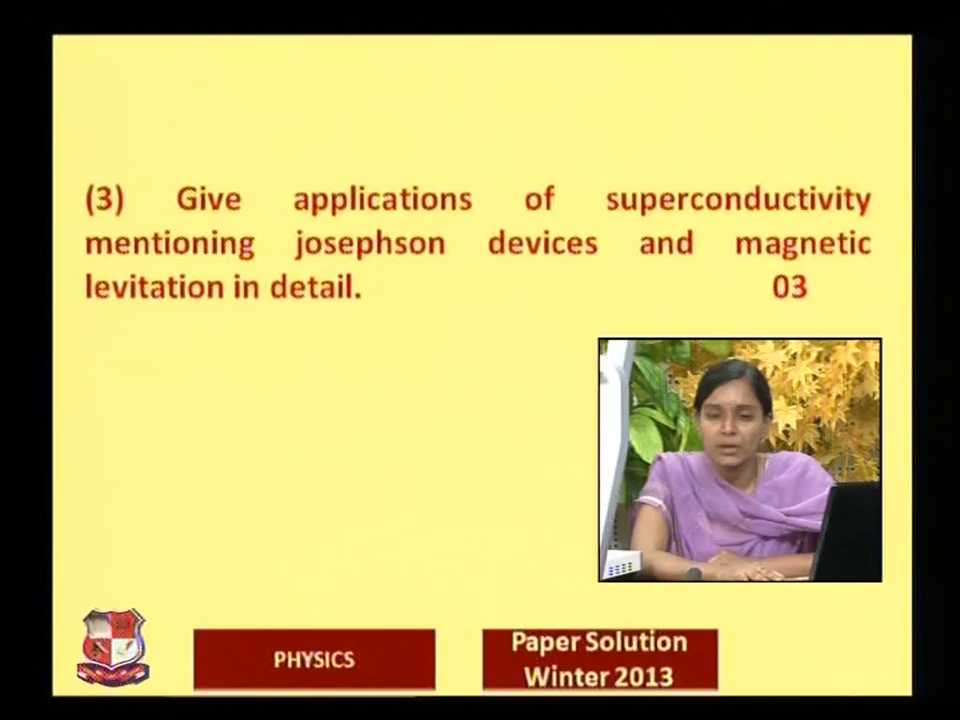 (3) Give applications of superconductivity
mentioning josephson devices and magnetic
levitation in detail. 03
PHYSICS
Paper Solution
Winter 2013